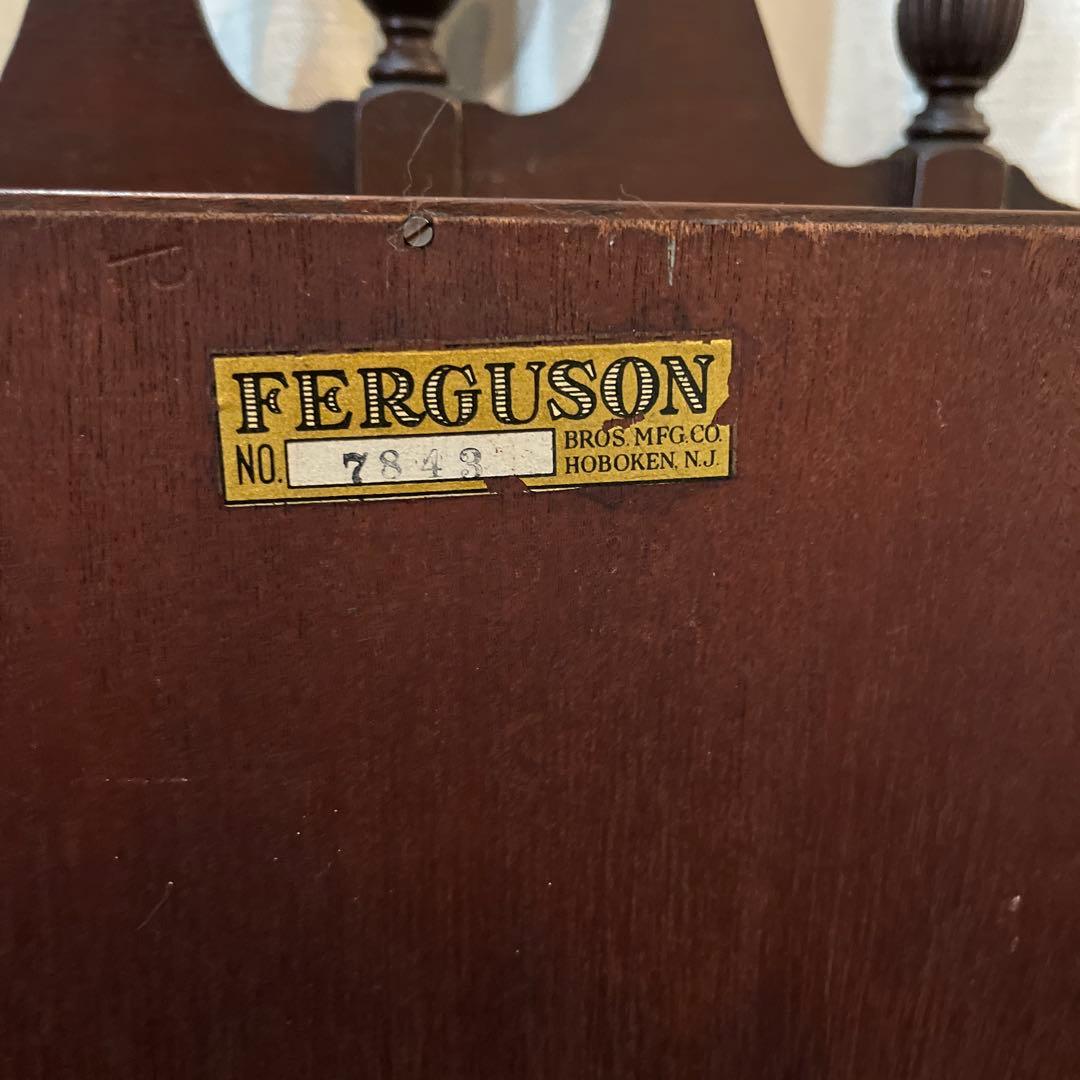 FERGUSON
NO. 7843
BROS. MFG. CO.
HOBOKEN, N.J.